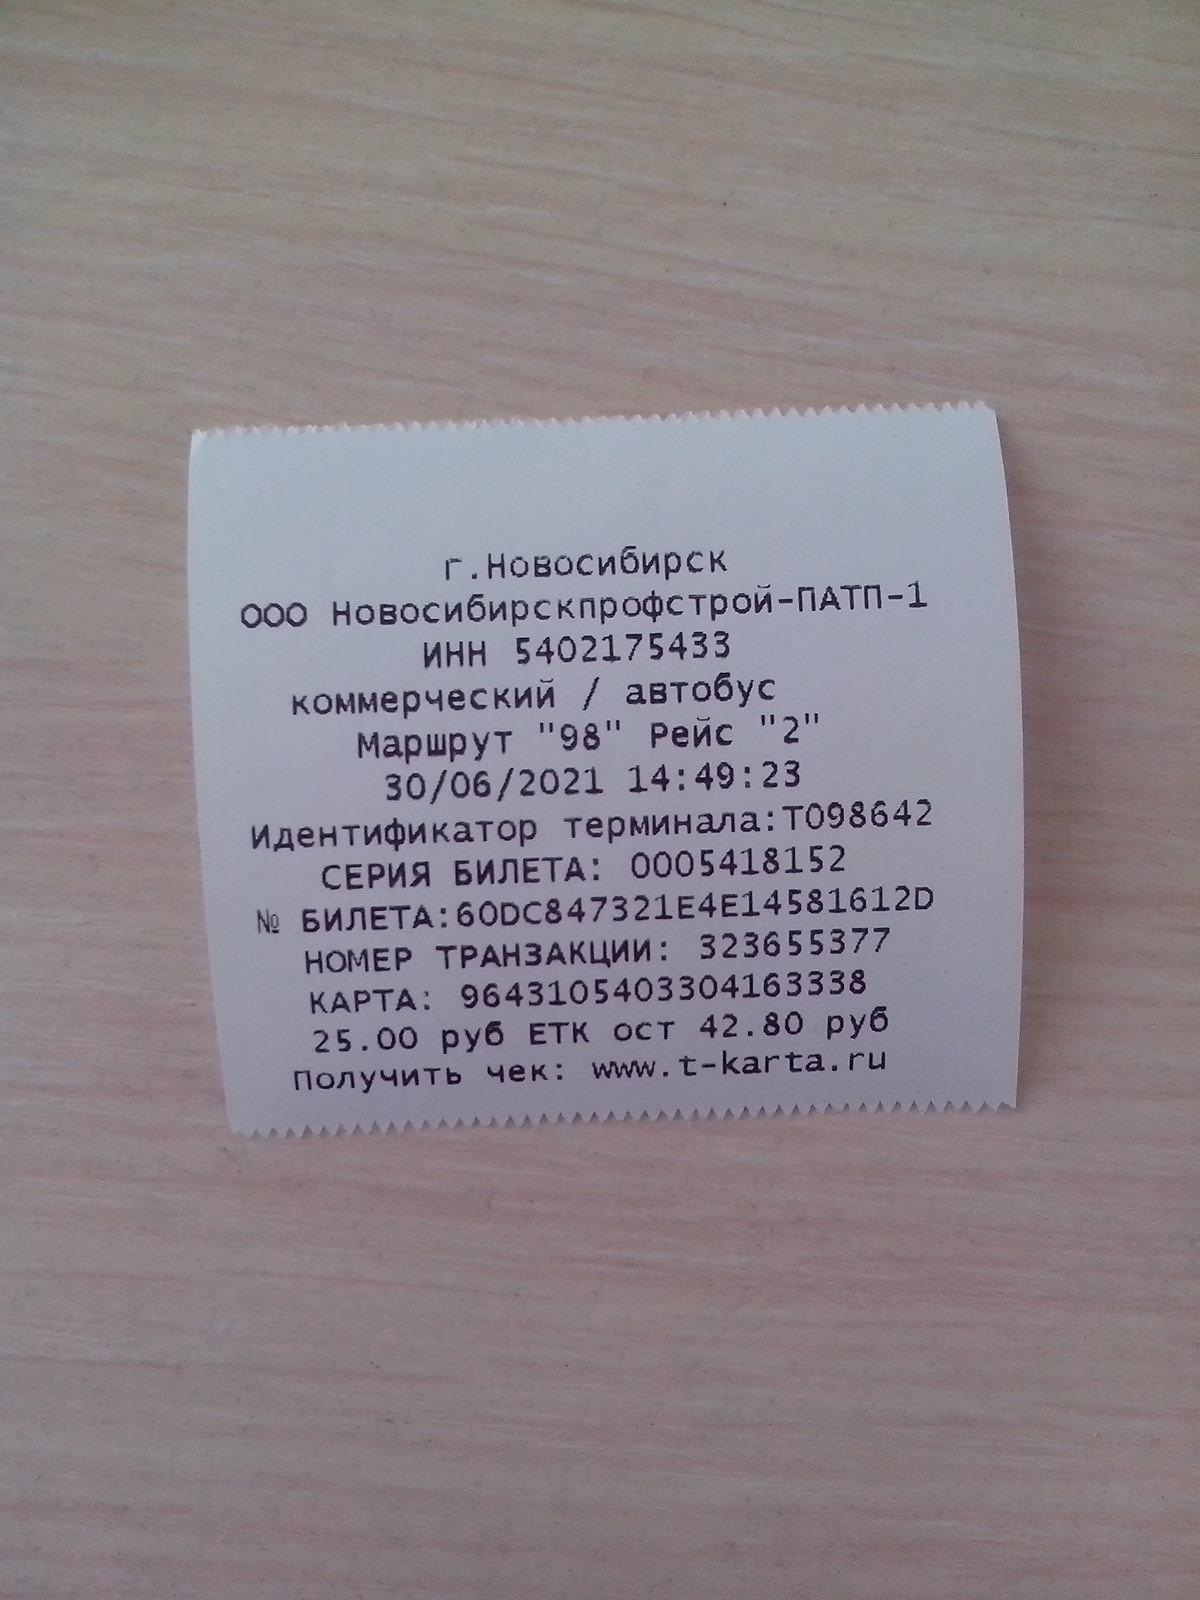 г.Новосибирск
ООО Новосибирскпрофстрой-ПАТП-1
ИНН 5402175433
коммерческий / автобус
Маршрут "98" Рейс "2"
30/06/2021 14:49:23
Идентификатор терминала:Т098642
СЕРИЯ БИЛЕТА: 0005418152
№ БИЛЕТА:60DC847321E4E14581612D
НОМЕР ТРАНЗАКЦИИ: 323655377
КАРТА: 9643105403304163338
25.00 руб ЕТК ост 42.80 руб
Получить чек: www.t-karta.ru